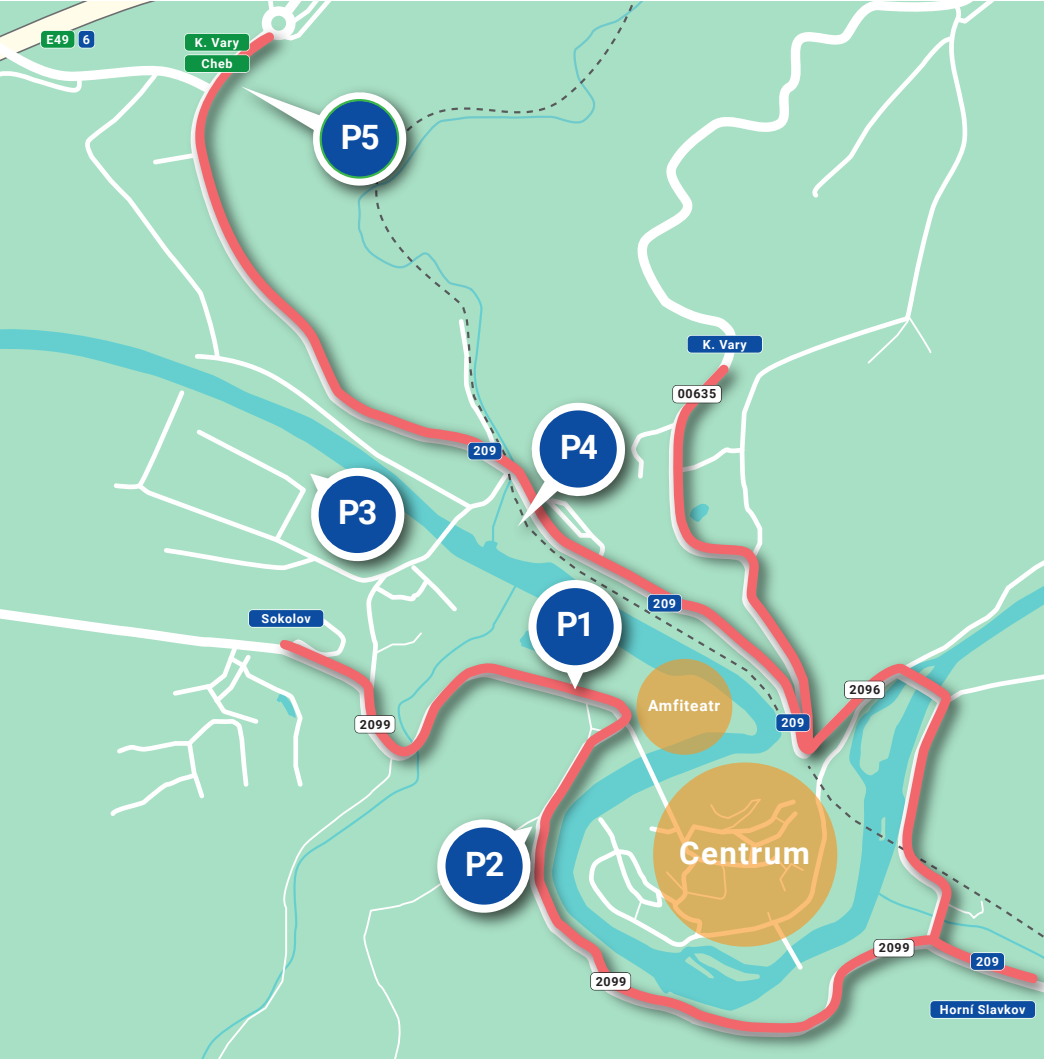 E49 6
K. Vary
Cheb
P5
K. Vary
00635
209
P4
P3
209
Sokolov
P1
2096
Amfiteatr
2099
209
P2
Centrum
2099
2099
209
Horní Slavkov